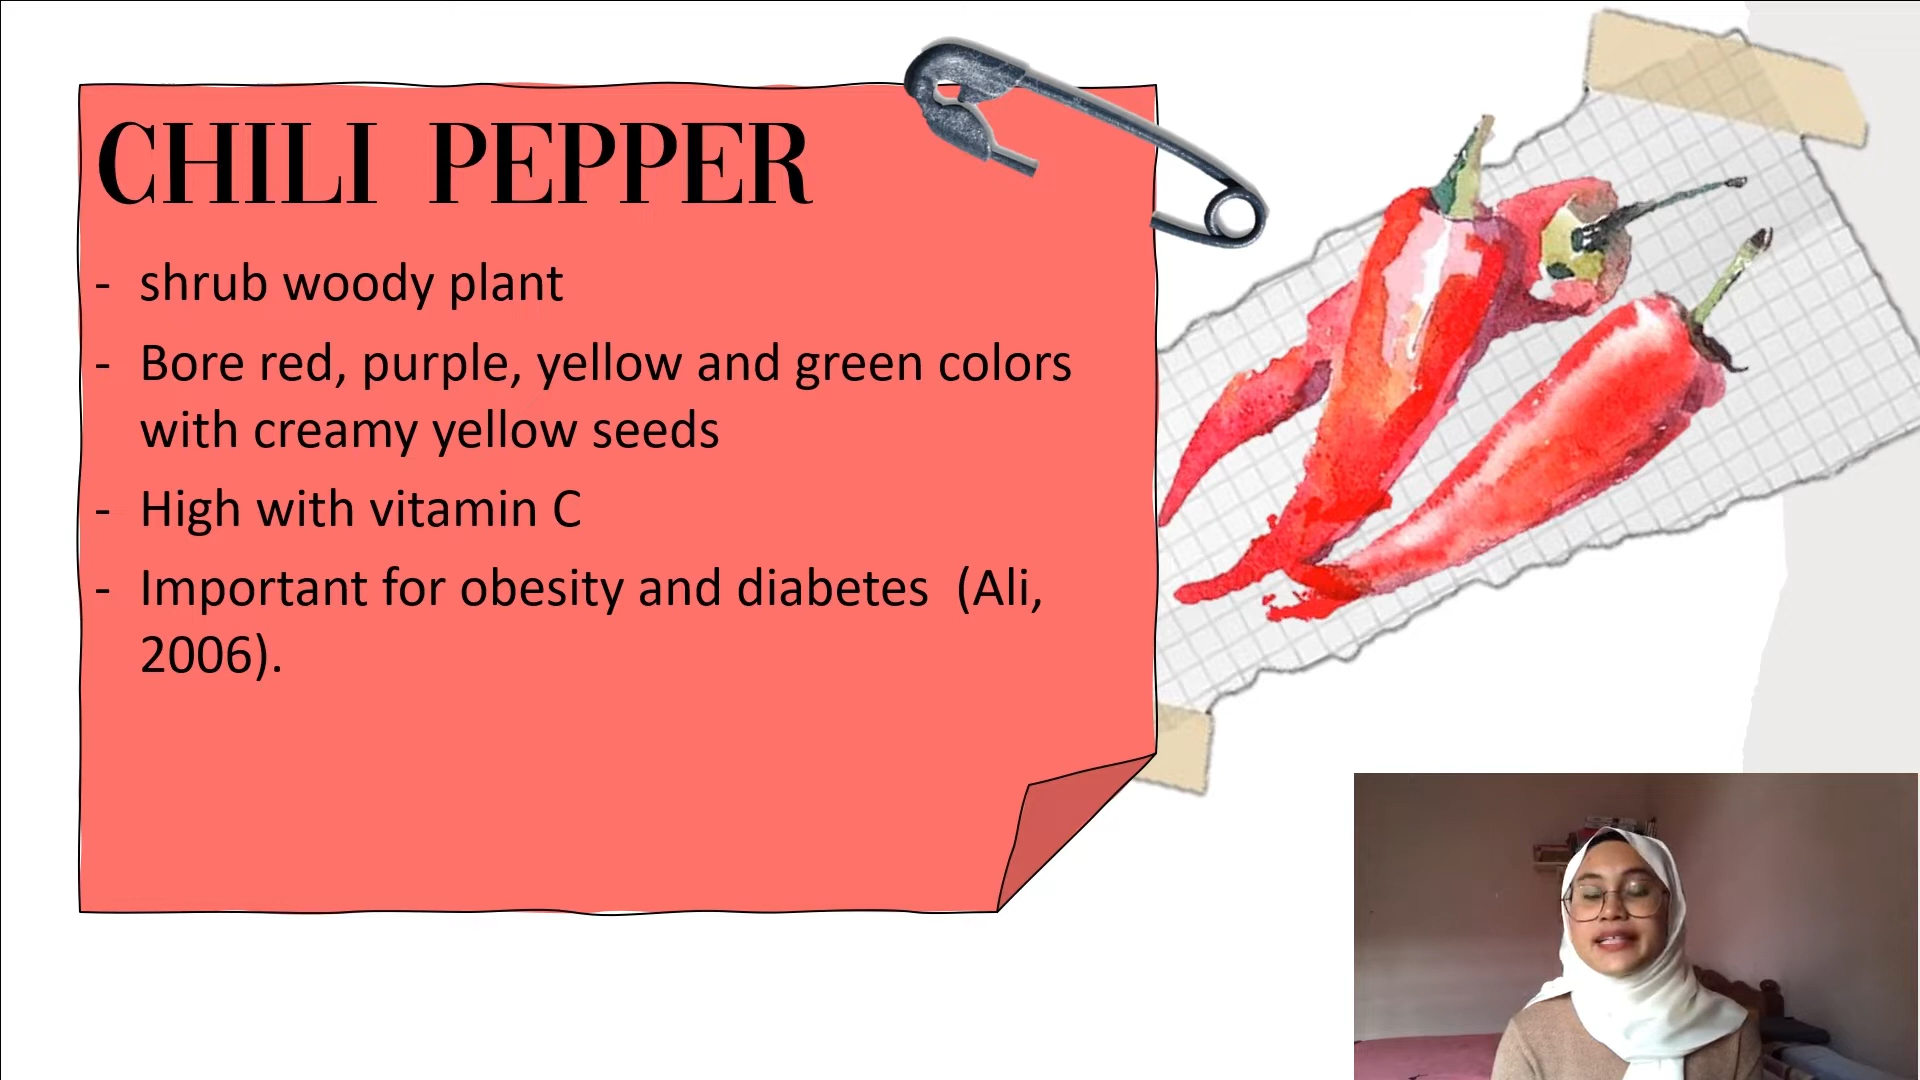 CHILI PEPPER
- shrub woody plant
- Bore red, purple, yellow and green colors
with creamy yellow seeds
- High with vitamin C
- Important for obesity and diabetes (Ali,
2006).